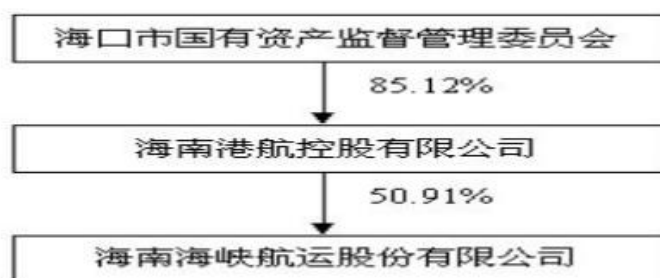 海口市国有资产监督管理委员会
85.12%
海南港航控股有限公司
50.91%
海南海峡航运股份有限公司